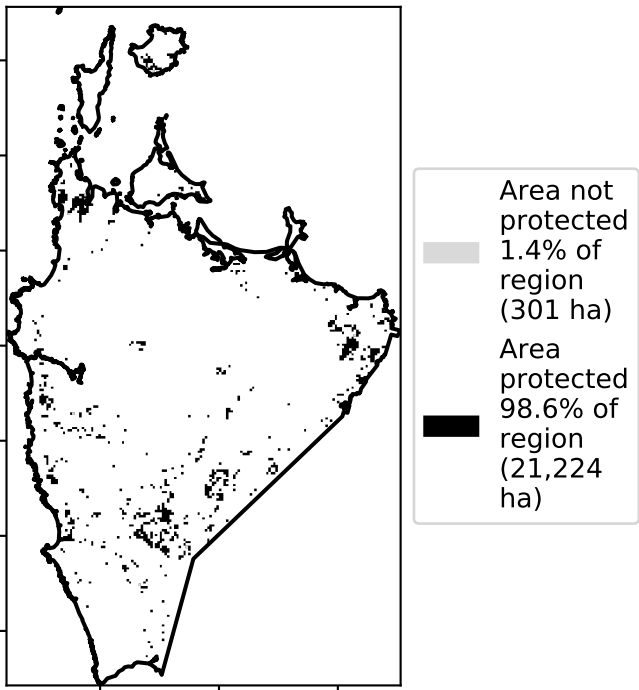 Area not
protected
1.4% of
region
(301 ha)
Area
protected
98.6% of
region
(21,224
ha)